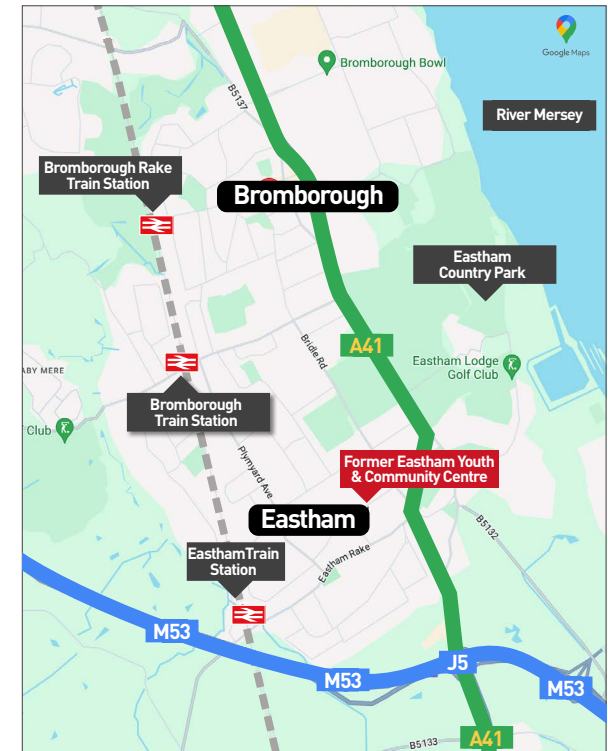 Google Maps
Bromborough Bowl
B5137
River Mersey
Bromborough Rake
Train Station
Bromborough
Eastham
Country Park
A41
Bridle Rd
Eastham Lodge
Golf Club
ABY MERE
Bromborough
Train Station
Club
Plymyard Ave
Former Eastham Youth
& Community Centre
Eastham
B5132
EasthamTrain
Station
Eastham Rake
M53
M53
J5
M53
B5133
A41